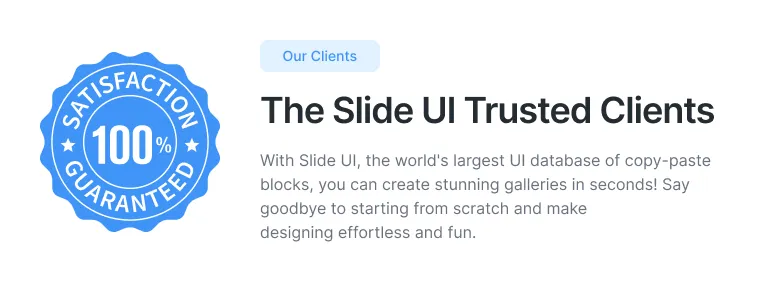 SATISFACTION
100%
GUARANTEED
Our Clients
The Slide UI Trusted Clients
With Slide UI, the world's largest UI database of copy-paste
blocks, you can create stunning galleries in seconds! Say
goodbye to starting from scratch and make
designing effortless and fun.